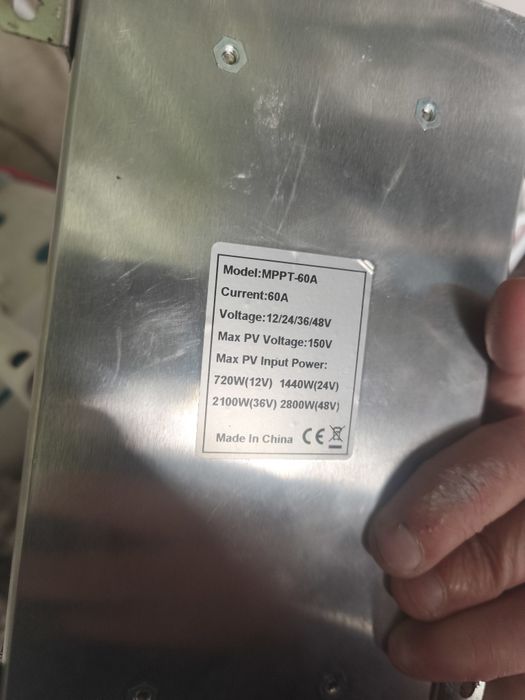 Model:MPPT-60A
Current:60A
Voltage:12/24/36/48V
Max PV Voltage:150V
Max PV Input Power:
720W(12V) 1440W(24V)
2100W(36V) 2800W(48V)
Made In China CE